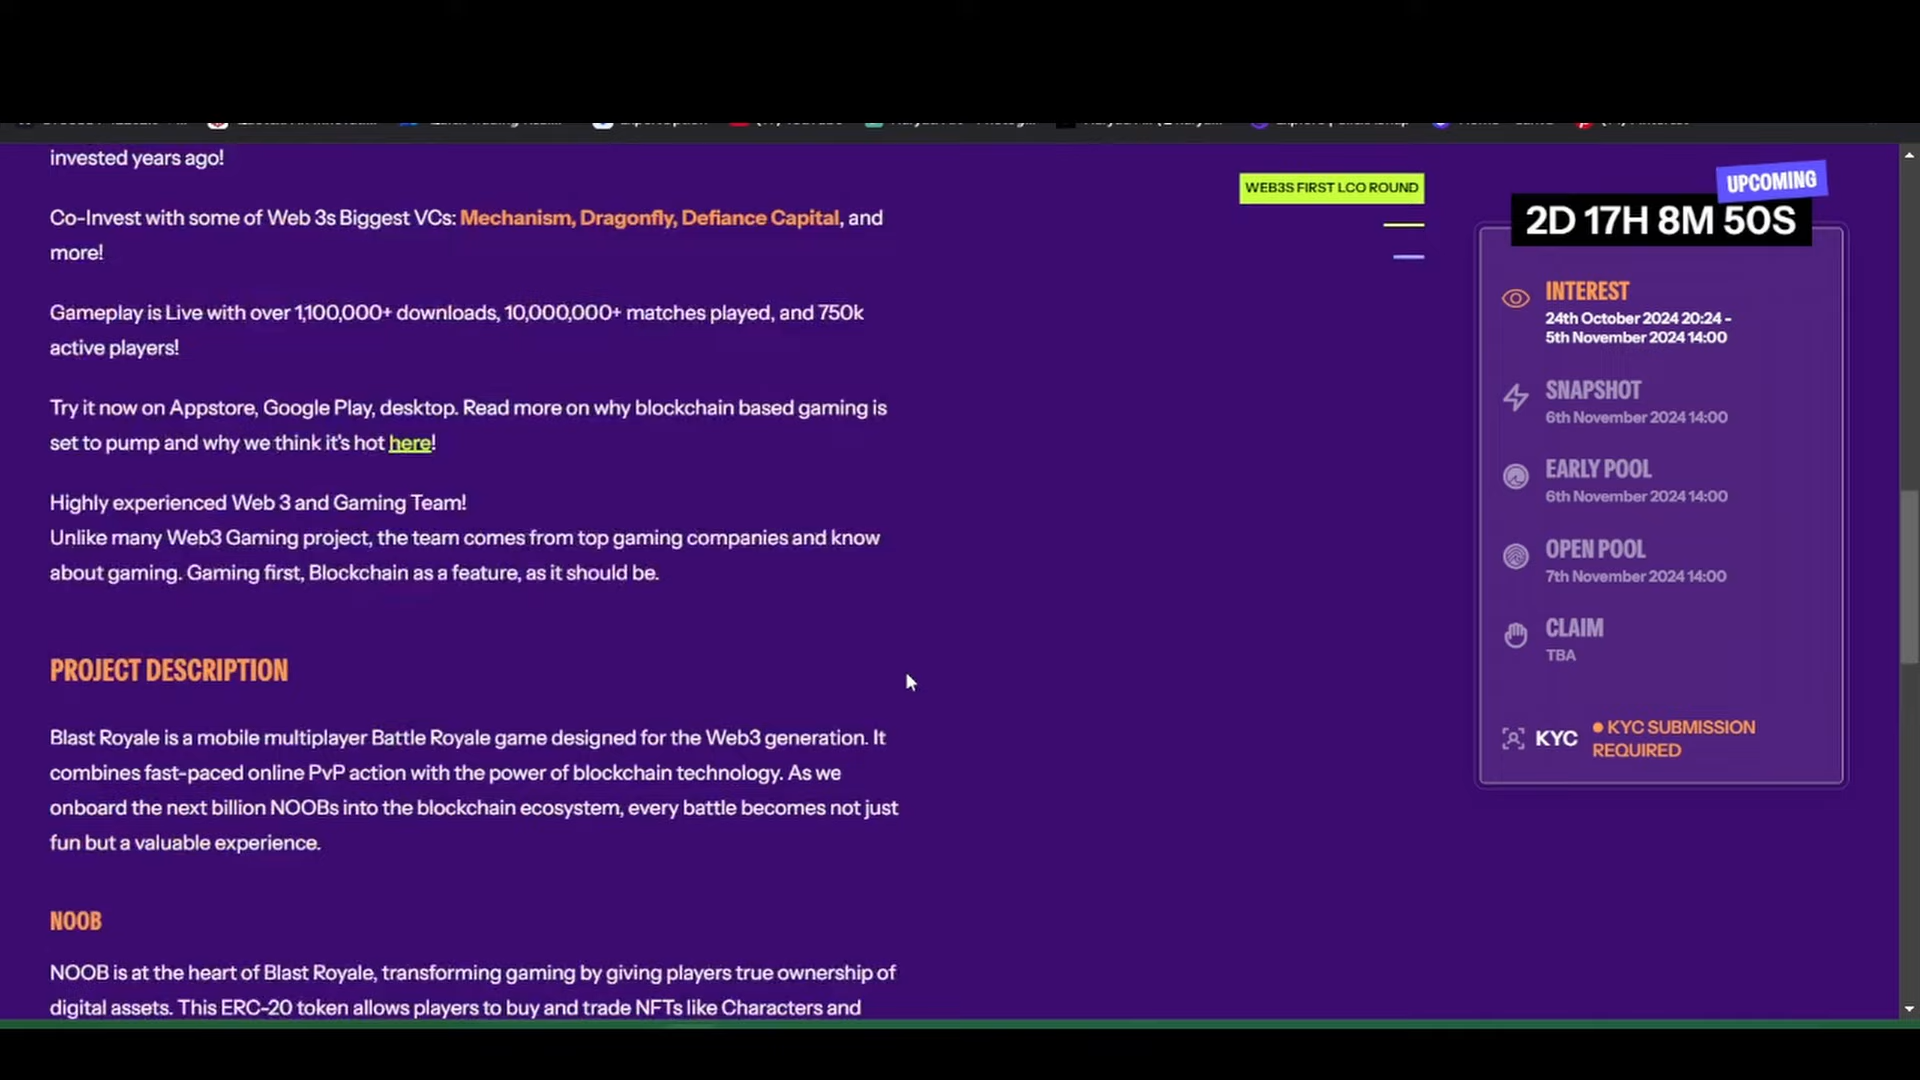 invested years ago!
Co-Invest with some of Web 3s Biggest VCs: Mechanism, Dragonfly, Defiance Capital, and
more!
Gameplay is Live with over 1,100,000+ downloads, 10,000,000+ matches played, and 750k
active players!
Try it now on Appstore, Google Play, desktop. Read more on why blockchain based gaming is
set to pump and why we think it's hot here!
Highly experienced Web 3 and Gaming Team!
Unlike many Web3 Gaming project, the team comes from top gaming companies and know
about gaming. Gaming first, Blockchain as a feature, as it should be.
PROJECT DESCRIPTION
Blast Royale is a mobile multiplayer Battle Royale game designed for the Web3 generation. It
combines fast-paced online PvP action with the power of blockchain technology. As we
onboard the next billion NOOBs into the blockchain ecosystem, every battle becomes not just
fun but a valuable experience.
NOOB
NOOB is at the heart of Blast Royale, transforming gaming by giving players true ownership of
digital assets. This ERC-20 token allows players to buy and trade NFTs like Characters and
WEB3S FIRST LCO ROUND
UPCOMING
2D 17H 8M 50S
INTEREST
24th October 2024 20:24 -
5th November 2024 14:00
SNAPSHOT
6th November 2024 14:00
EARLY POOL
6th November 2024 14:00
OPEN POOL
7th November 2024 14:00
CLAIM
TBA
KYC
KYC SUBMISSION
REQUIRED